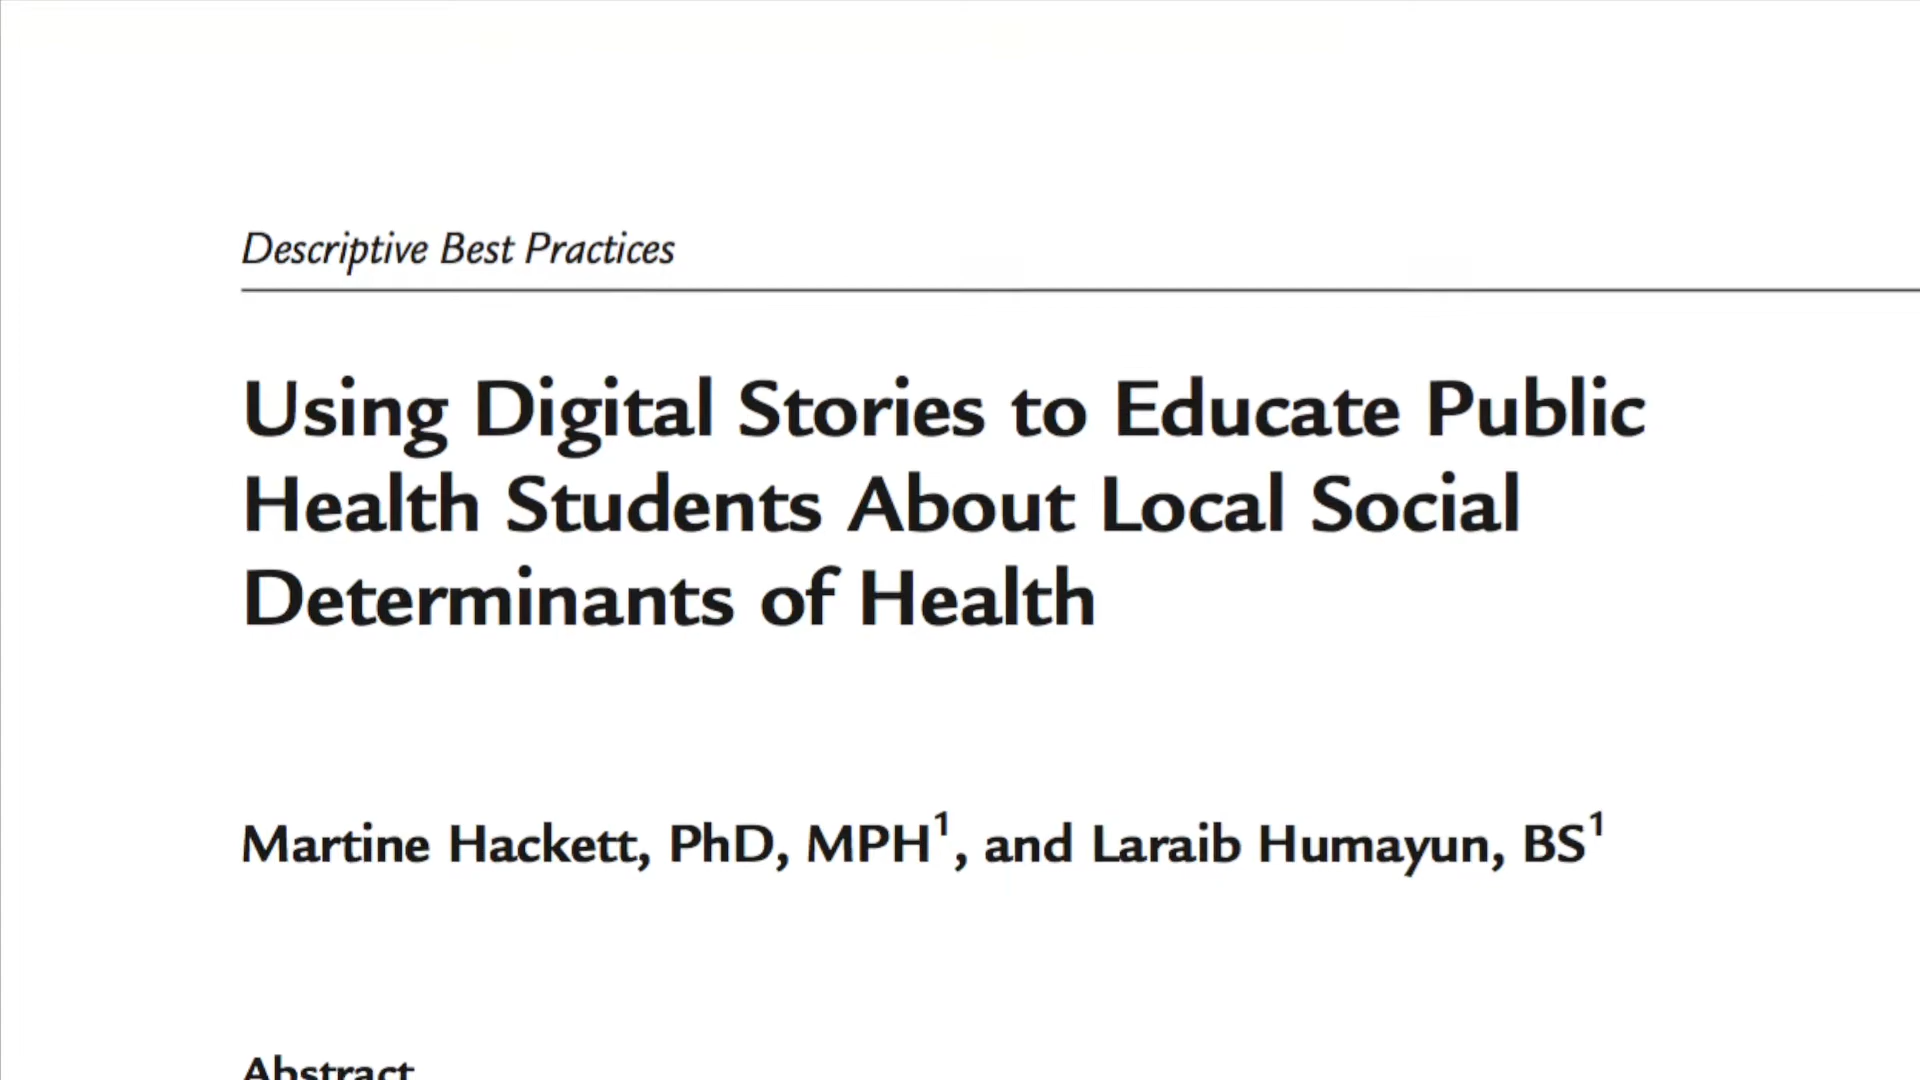 Descriptive Best Practices
Using Digital Stories to Educate Public
Health Students About Local Social
Determinants of Health
Martine Hackett, PhD, MPH¹, and Laraib Humayun, BS¹
Abstract